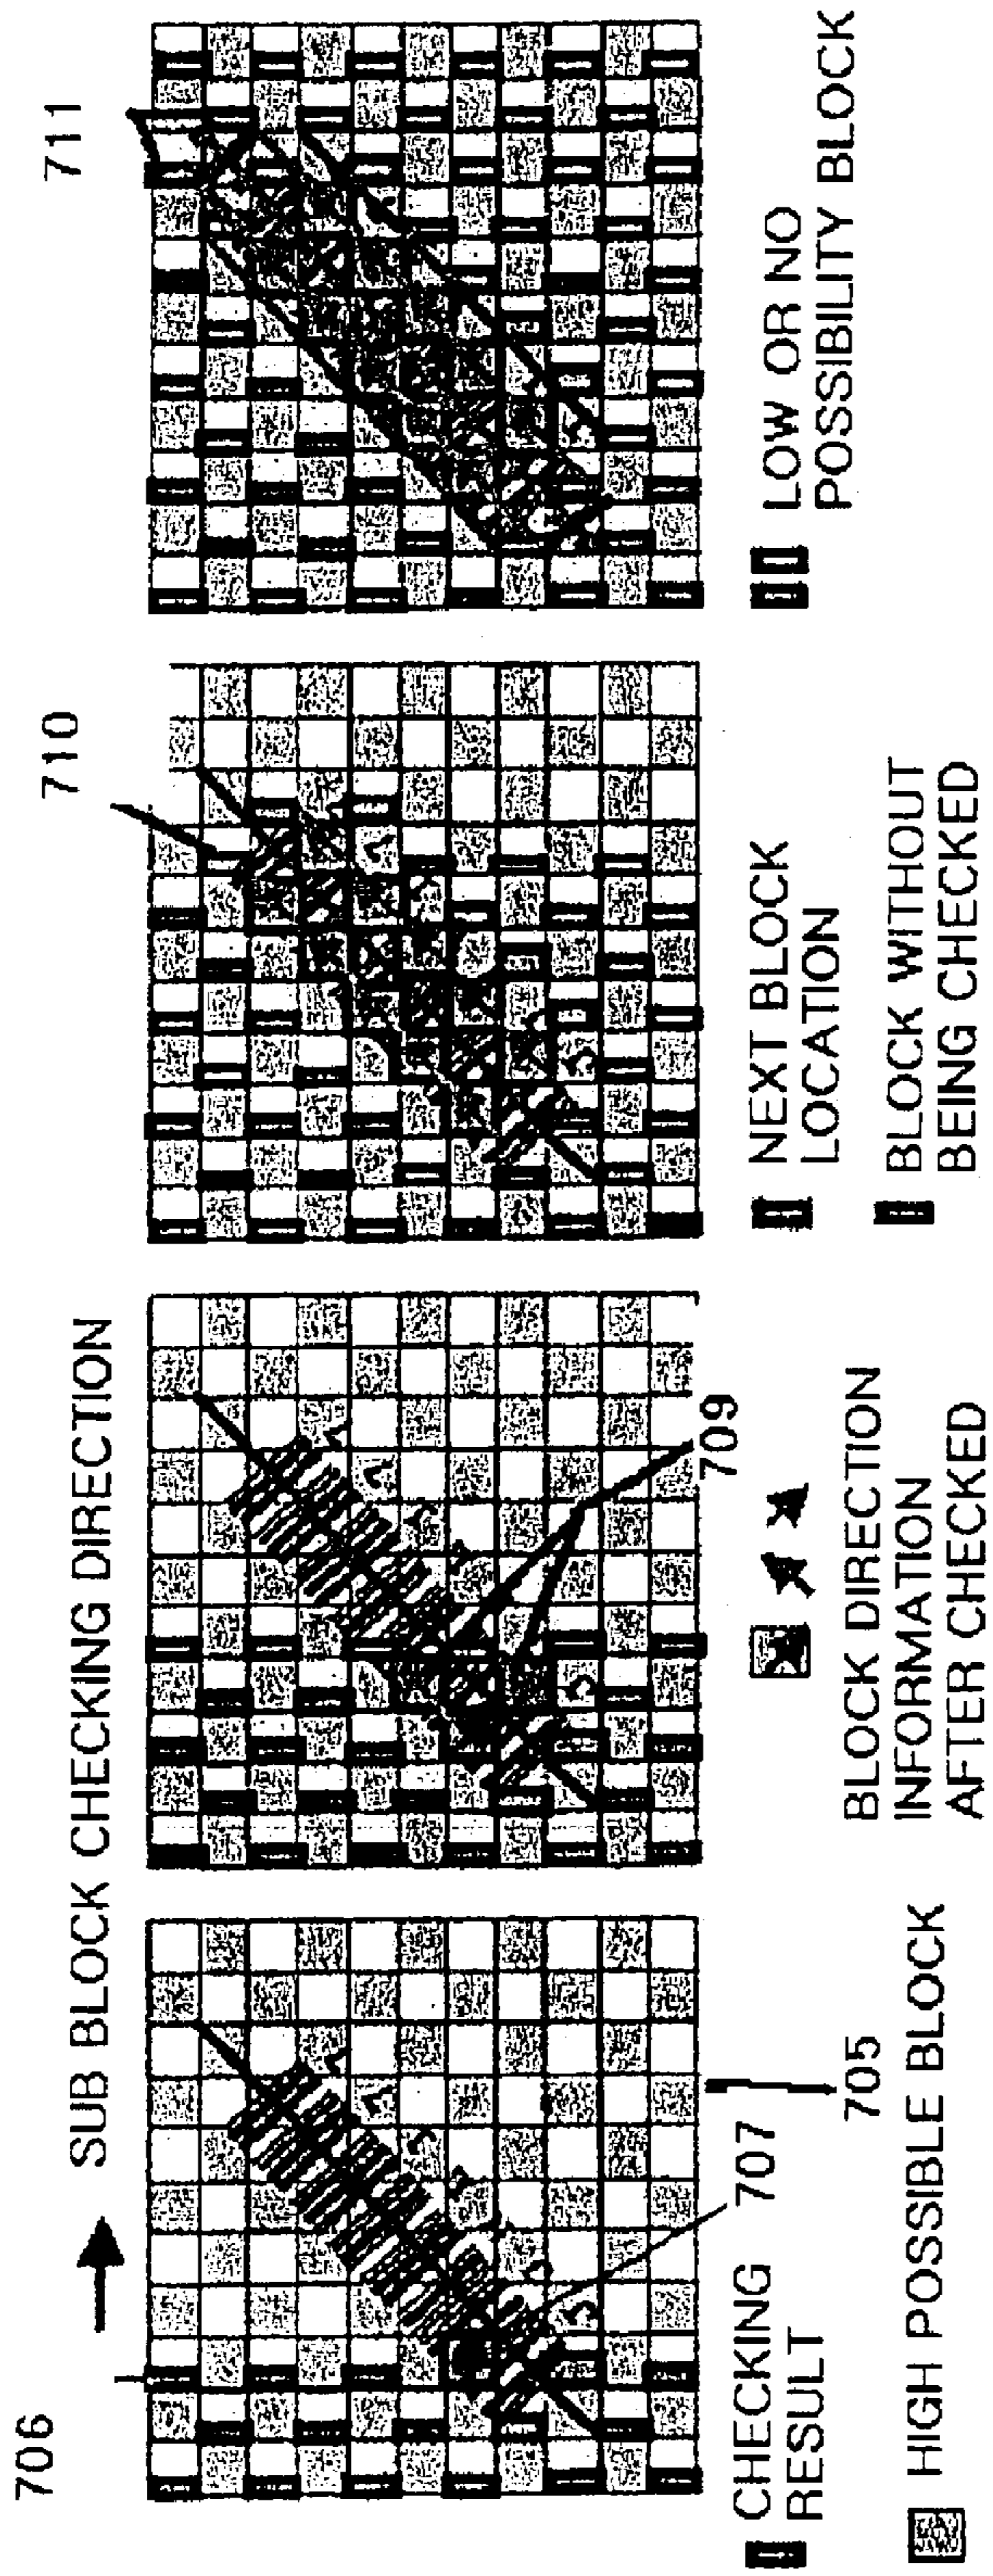 706
SUB BLOCK CHECKING DIRECTION
710
711
707
705
709
CHECKING
RESULT
HIGH POSSIBLE BLOCK
BLOCK DIRECTION
INFORMATION
AFTER CHECKED
NEXT BLOCK
LOCATION
BLOCK WITHOUT
BEING CHECKED
LOW OR NO
POSSIBILITY BLOCK